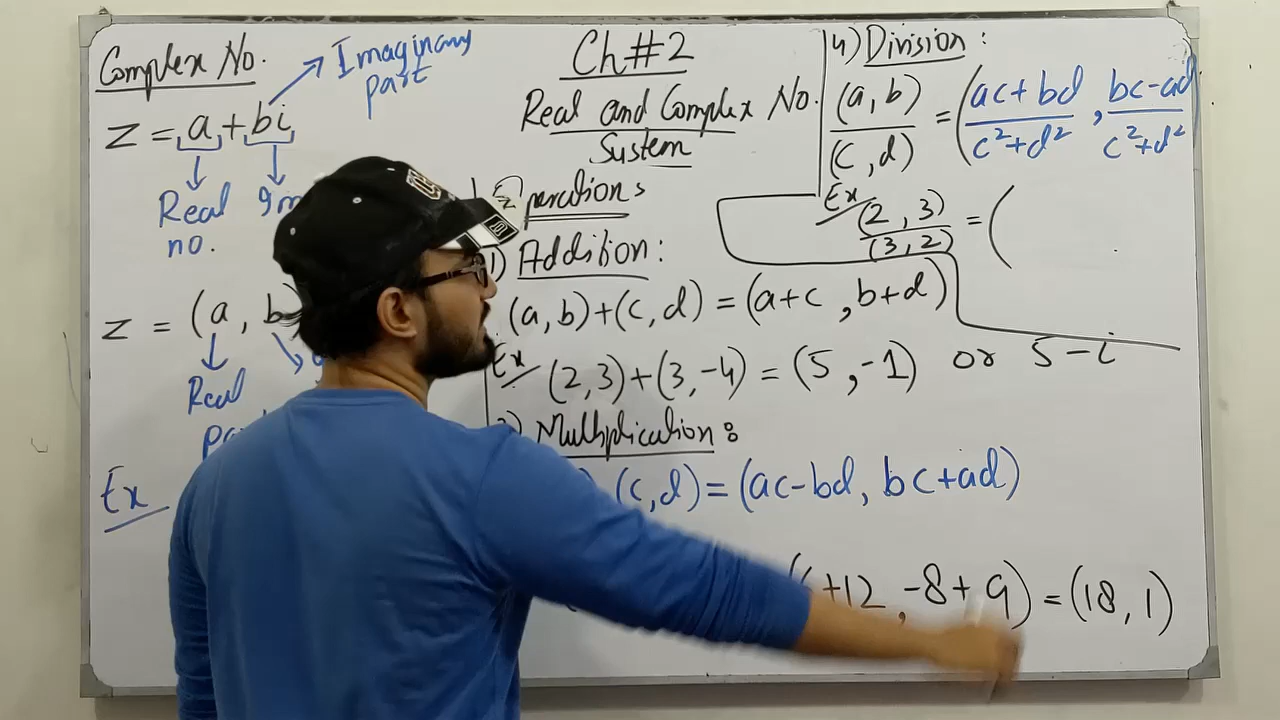 Complex No.
Imaginary
part
z = a + bi
Real
no.
z = (a, b
Real
Ex
Ch#2
Real and Complex No.
System
Operations
1) Addition:
(a, b)+(c, d) = (a+c, b+d)
Ex (2,3)+(3,-4) = (5,-1) or 5-i
Multiplication:
(c,d) = (ac-bd, bc+ad)
+12, -8+9) = (18, 1)
4) Division:
(a, b)
(c, d)
= (ac+bd
c²+d²
, bc-ad
c²+d²
Ex
(2, 3)
(3, 2)
= (